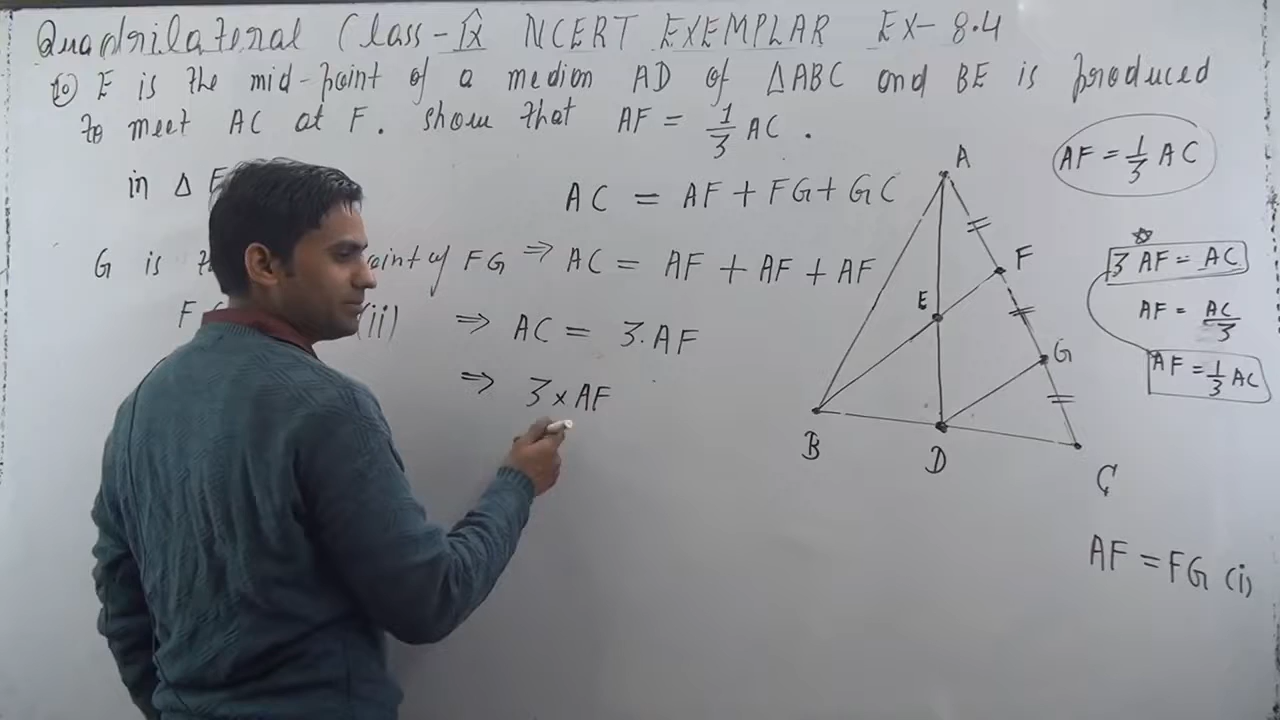 Quadrilateral Class-IX NCERT EXEMPLAR EX-8.4
10 E is the mid-point of a median AD of △ABC and BE is produced
to meet AC at F. show that AF = 1/3 AC.
in △
AC = AF + FG + GC
G is of FG ⇒ AC = AF + AF + AF
(ii) ⇒ AC = 3.AF
⇒ 3×AF
A
F
E
G
B
D
C
AF = 1/3 AC
3 AF = AC
AF = AC/3
AF = 1/3 AC
AF = FG (i)